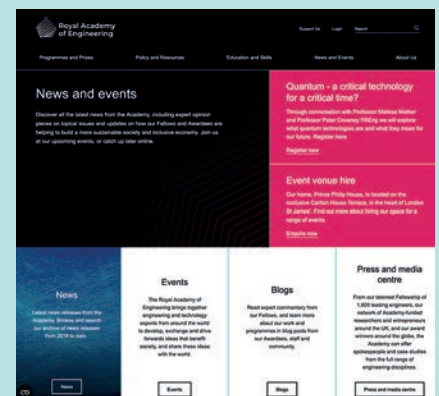 Royal Academy
of Engineering
Support Us
Login
Search
Programmes and Prizes
Policy and Resources
Education and Skills
News and Events
About Us
News and events
Discover all the latest news from the Academy, including expert opinion
pieces on topical issues and updates on how our Fellows and Awardees are
helping to build a more sustainable society and inclusive economy. Join us
at our upcoming events, or catch up later online.
Quantum - a critical technology
for a critical time?
Through conversation with Professor Melissa Mather
and Professor Peter Coveney FREng we will explore
what quantum technologies are and what they mean for
our future. Register here
Register now
Event venue hire
Our home, Prince Philip House, is located on the
exclusive Carlton House Terrace, in the heart of London
St James'. Find out more about hiring our space for a
range of events.
Enquire now
News
Latest news releases from the
Academy. Browse and search
our archive of news releases
from 2018 to date.
News
Events
The Royal Academy of
Engineering brings together
engineering and technology
experts from around the world
to develop, exchange and drive
forwards ideas that benefit
society, and share those ideas
with the world.
Events
Blogs
Read expert commentary from
our Fellows, and learn more
about our work and
programmes in blog posts from
our Awardees, staff and
community.
Blogs
Press and media
centre
From our talented Fellowship of
1,600 leading engineers, our
network of Academy-funded
researchers and entrepreneurs
around the UK, and our award
winners around the globe, the
Academy can offer
spokespeople and case studies
from the full range of
engineering disciplines.
Press and media centre